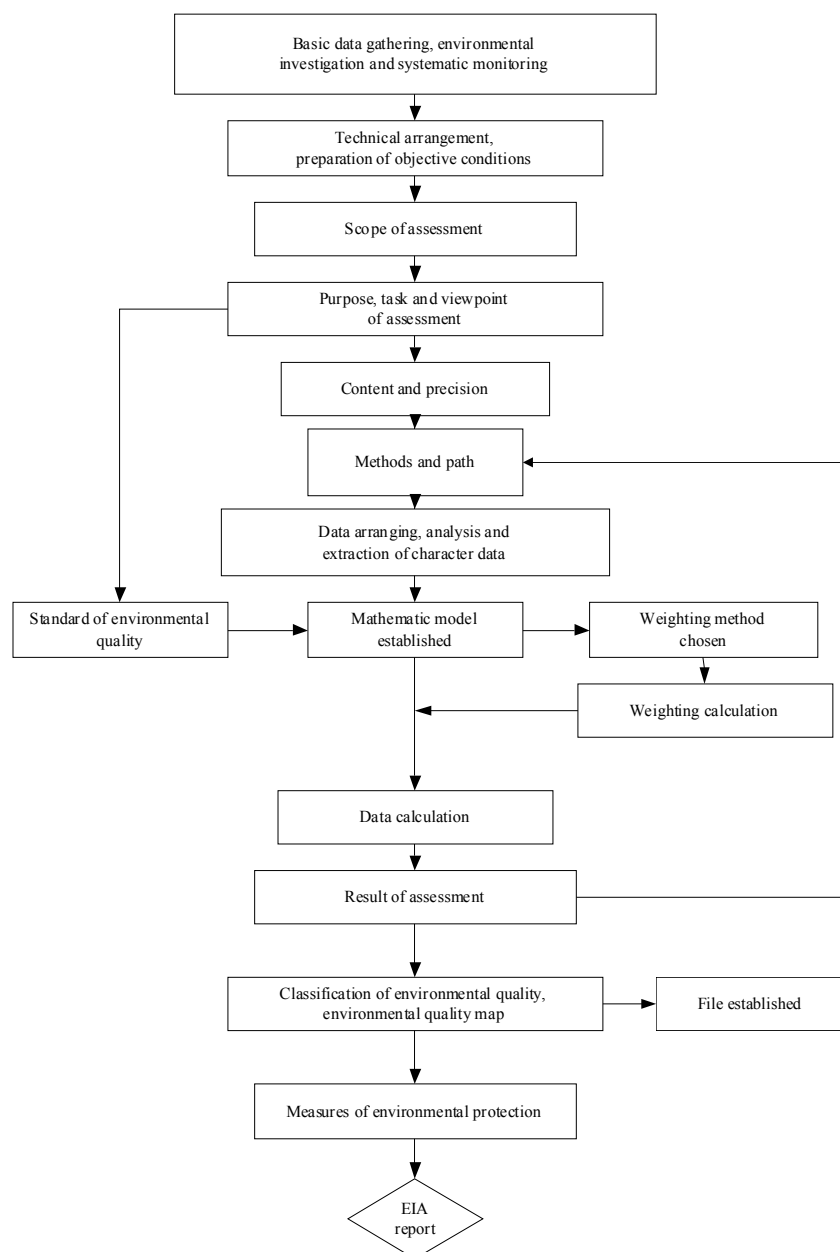 Basic data gathering, environmental
investigation and systematic monitoring
Technical arrangement,
preparation of objective conditions
Scope of assessment
Purpose, task and viewpoint
of assessment
Content and precision
Methods and path
Data arranging, analysis and
extraction of character data
Standard of environmental
quality
Mathematic model
established
Weighting method
chosen
Weighting calculation
Data calculation
Result of assessment
Classification of environmental quality,
environmental quality map
File established
Measures of environmental protection
EIA
report